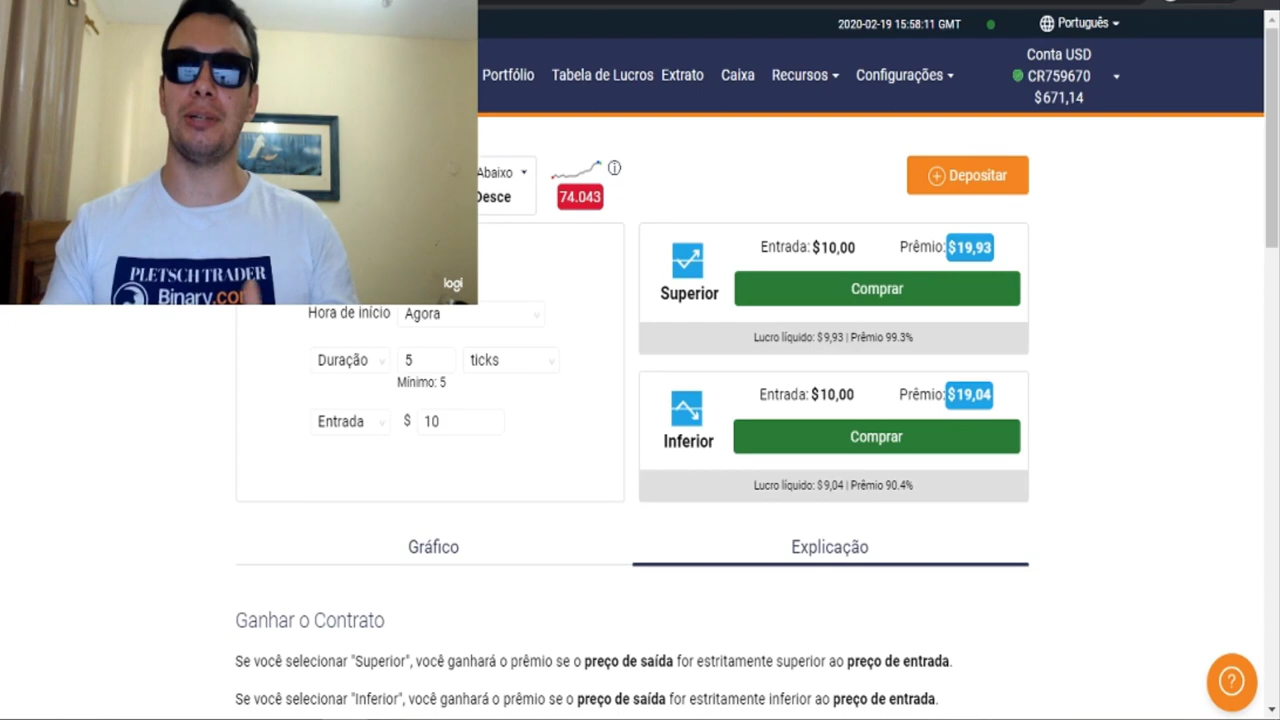 2020-02-19 15:58:11 GMT
Português
Portfólio Tabela de Lucros Extrato Caixa Recursos Configurações
Conta USD
CR759670
$671,14
Abaixo
Desce
74.043
Depositar
PLETSCH TRADER
Binary.co
logi
Hora de início Agora
Duração 5 ticks
Mínimo: 5
Entrada $ 10
Entrada: $10,00 Prêmio: $19,93
Superior
Comprar
Lucro líquido: $9,93 | Prêmio 99.3%
Entrada: $10,00 Prêmio: $19,04
Inferior
Comprar
Lucro líquido: $9,04 | Prêmio 90.4%
Gráfico Explicação
Ganhar o Contrato
Se você selecionar "Superior", você ganhará o prêmio se o preço de saída for estritamente superior ao preço de entrada.
Se você selecionar "Inferior", você ganhará o prêmio se o preço de saída for estritamente inferior ao preço de entrada.
?